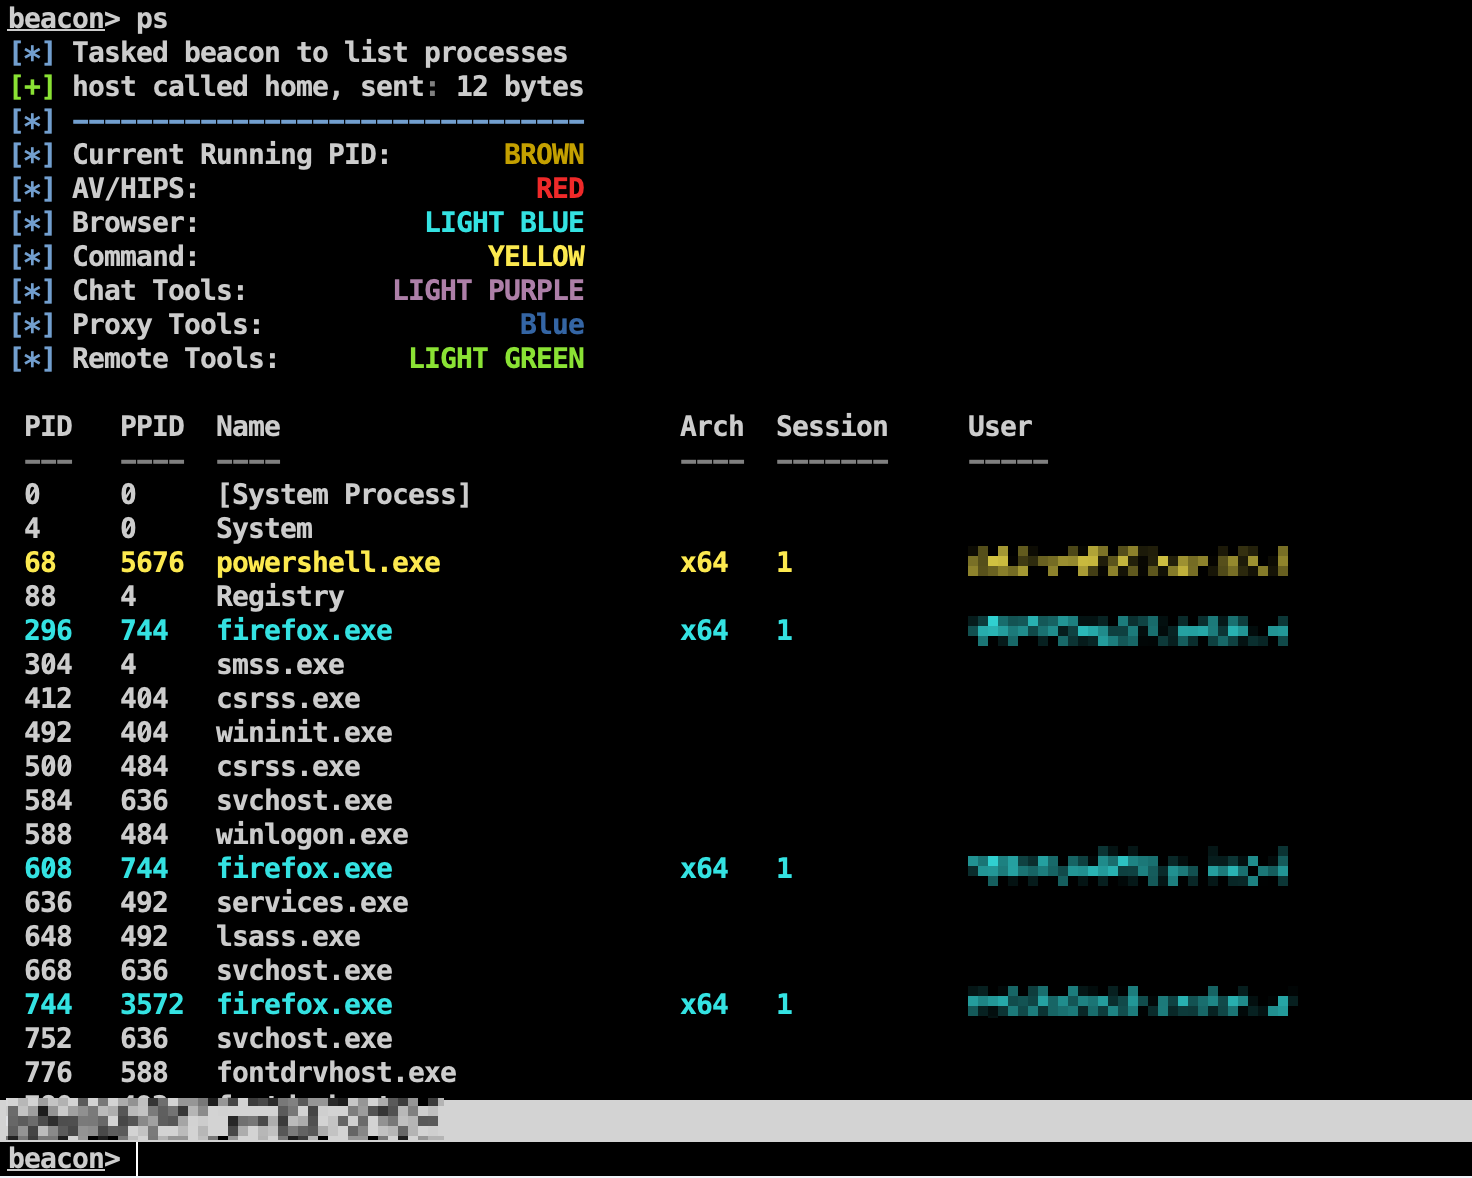 beacon> ps
[*] Tasked beacon to list processes
[+] host called home, sent: 12 bytes
[*] --------------------------------
[*] Current Running PID: BROWN
[*] AV/HIPS: RED
[*] Browser: LIGHT BLUE
[*] Command: YELLOW
[*] Chat Tools: LIGHT PURPLE
[*] Proxy Tools: Blue
[*] Remote Tools: LIGHT GREEN
PID PPID Name Arch Session User
--- ---- ---- ---- ------- -----
0 0 [System Process]
4 0 System
68 5676 powershell.exe x64 1
88 4 Registry
296 744 firefox.exe x64 1
304 4 smss.exe
412 404 csrss.exe
492 404 wininit.exe
500 484 csrss.exe
584 636 svchost.exe
588 484 winlogon.exe
608 744 firefox.exe x64 1
636 492 services.exe
648 492 lsass.exe
668 636 svchost.exe
744 3572 firefox.exe x64 1
752 636 svchost.exe
776 588 fontdrvhost.exe
beacon>